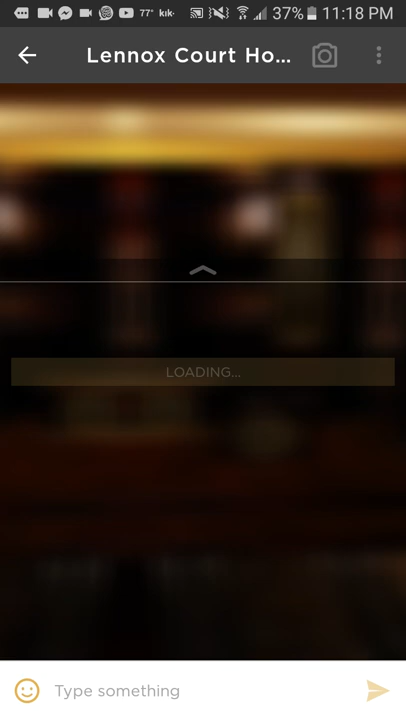 77° kik· 37% 11:18 PM
Lennox Court Ho...
LOADING...
Type something